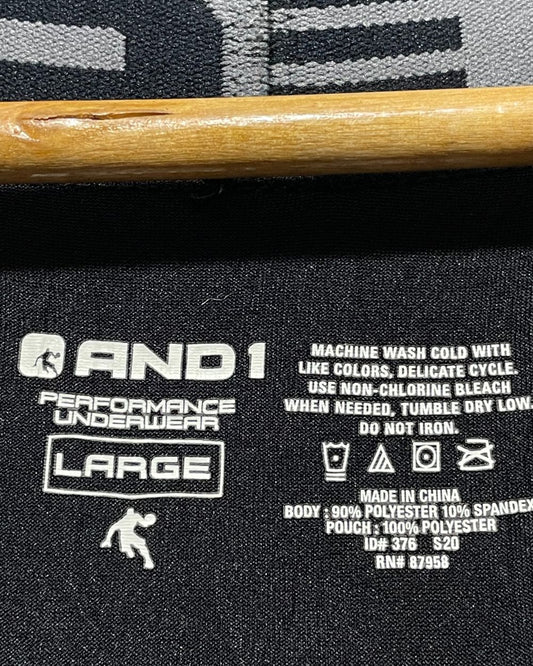 AND1
PERFORMANCE
UNDERWEAR
LARGE
MACHINE WASH COLD WITH
LIKE COLORS, DELICATE CYCLE.
USE NON-CHLORINE BLEACH
WHEN NEEDED, TUMBLE DRY LOW.
DO NOT IRON.
MADE IN CHINA
BODY : 90% POLYESTER 10% SPANDEX
POUCH : 100% POLYESTER
ID# 376 S20
RN# 87958